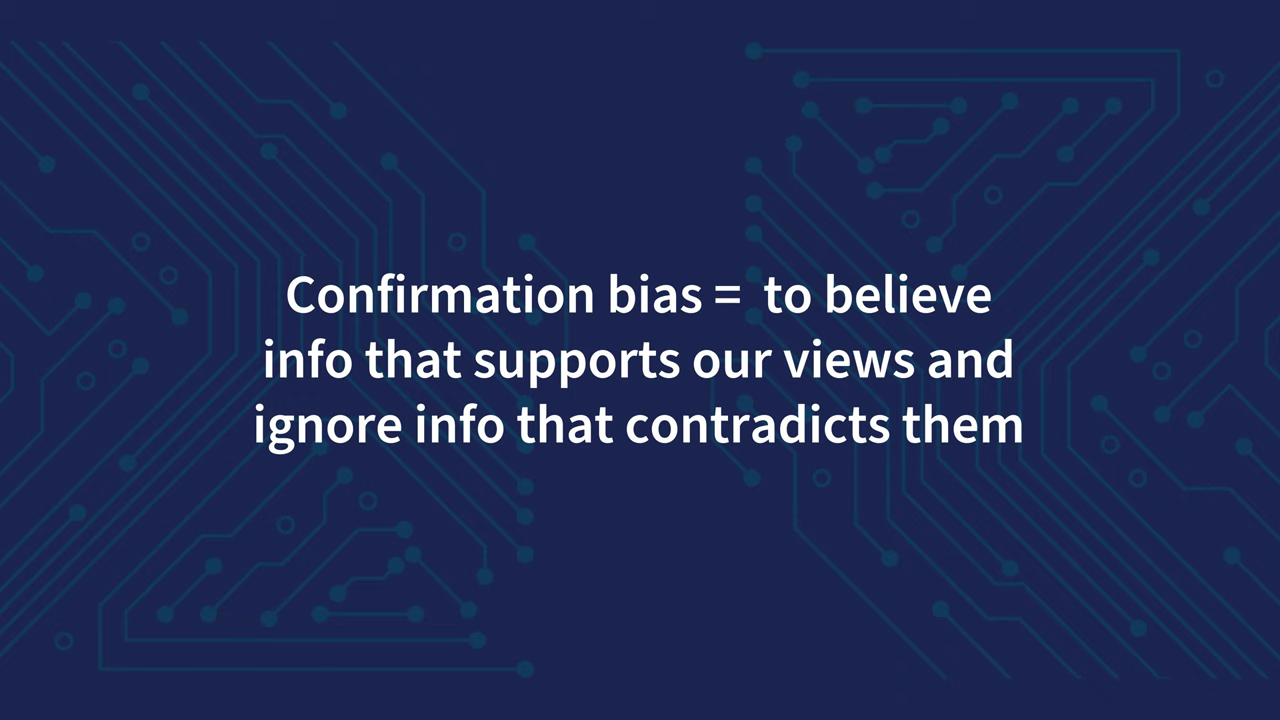 Confirmation bias =  to believe
info that supports our views and
ignore info that contradicts them